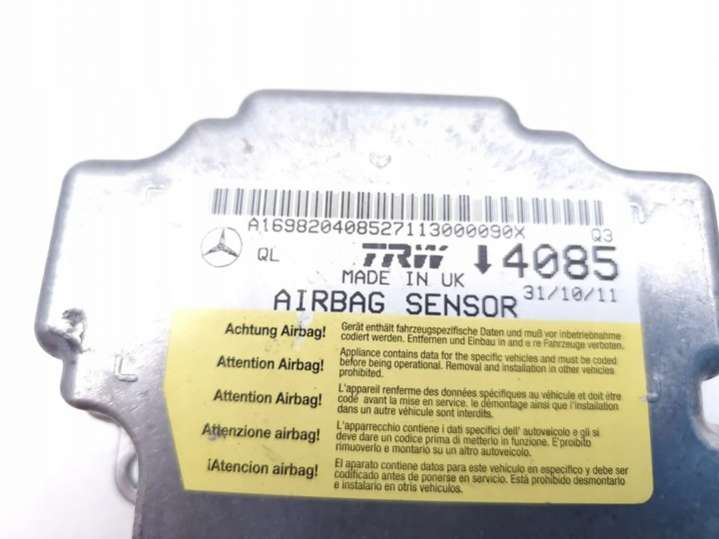 A169820408527113000090X Q3
QL TRW ↓4085
MADE IN UK
AIRBAG SENSOR 31/10/11
Achtung Airbag! Gerät enthält fahrzeugspezifische Daten und muß vor inbetriebnahme
codiert werden. Entfernen und Einbau in and e re Fahrzeuge verboten.
Attention Airbag! Appliance contains data for the specific vehicles and must be coded
before being operational. Removal and installation in other vehicles
prohibited.
Attention Airbag! L'appareil renferme des données spécifiques au véhicule et doit être
codé avant la mise en service. le démontage ainsi que l'installation
dans un autre véhicule sont interdits.
Attenzione airbag! L'apparecchio contiene i dati specifici dell' autoveicolo e gli si
deve dare un codice prima di metterlo in funzione. E'proibito
rimuoverlo e montarlo su un altro autoveicolo.
¡Atencion airbag! El aparato contiene datos para este vehículo en específico y debe ser
codificado antes de ponerse en servicio. Está prohibido desmontarlo
e instalarlo en otris vehículos.